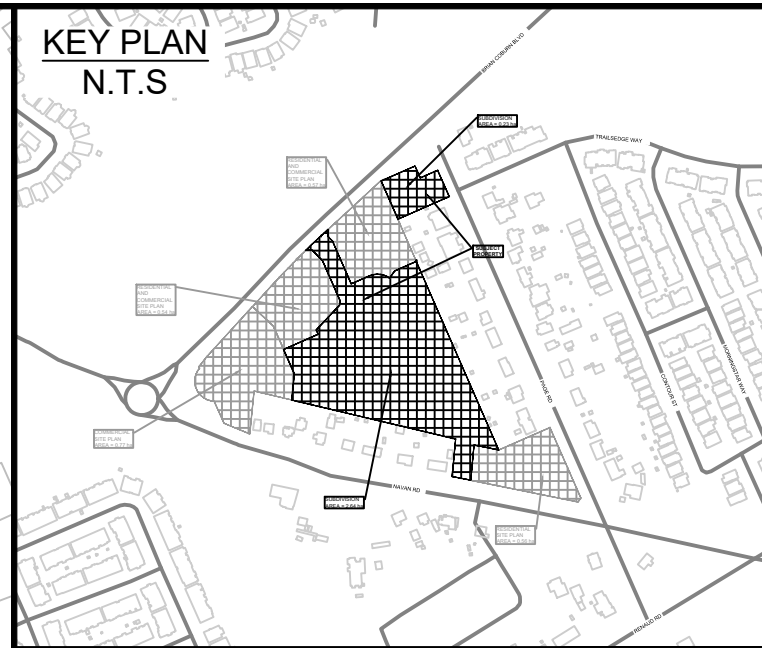 KEY PLAN
N.T.S
BRIAN COBURN BLVD
SUBDIVISION
AREA = 0.23 ha
TRAILSEDGE WAY
RESIDENTIAL
AND
COMMERCIAL
SITE PLAN
AREA = 0.57 ha
SUBJECT
PROPERTY
RESIDENTIAL
AND
COMMERCIAL
SITE PLAN
AREA = 0.54 ha
PAGE RD
CONTOUR ST
MORNINGSTAR WAY
COMMERCIAL
SITE PLAN
AREA = 0.77 ha
NAVAN RD
SUBDIVISION
AREA = 2.64 ha
RESIDENTIAL
SITE PLAN
AREA = 0.58 ha
RENAUD RD